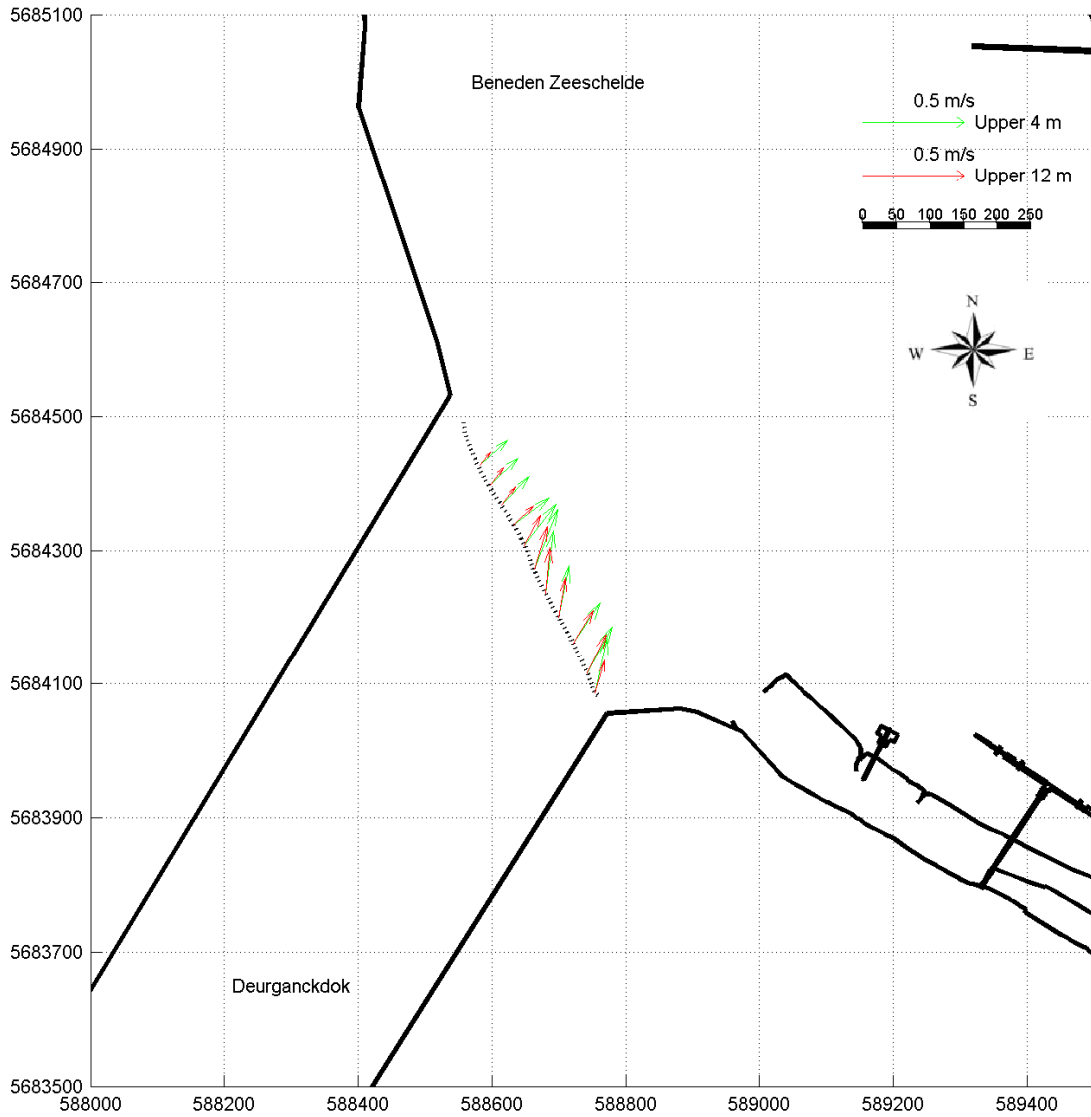 5685100
Beneden Zeeschelde
0.5 m/s
Upper 4 m
5684900
0.5 m/s
Upper 12 m
0 50 100 150 200 250
5684700
N
W E
S
5684500
5684300
5684100
5683900
5683700
Deurganckdok
5683500
588000 588200 588400 588600 588800 589000 589200 589400